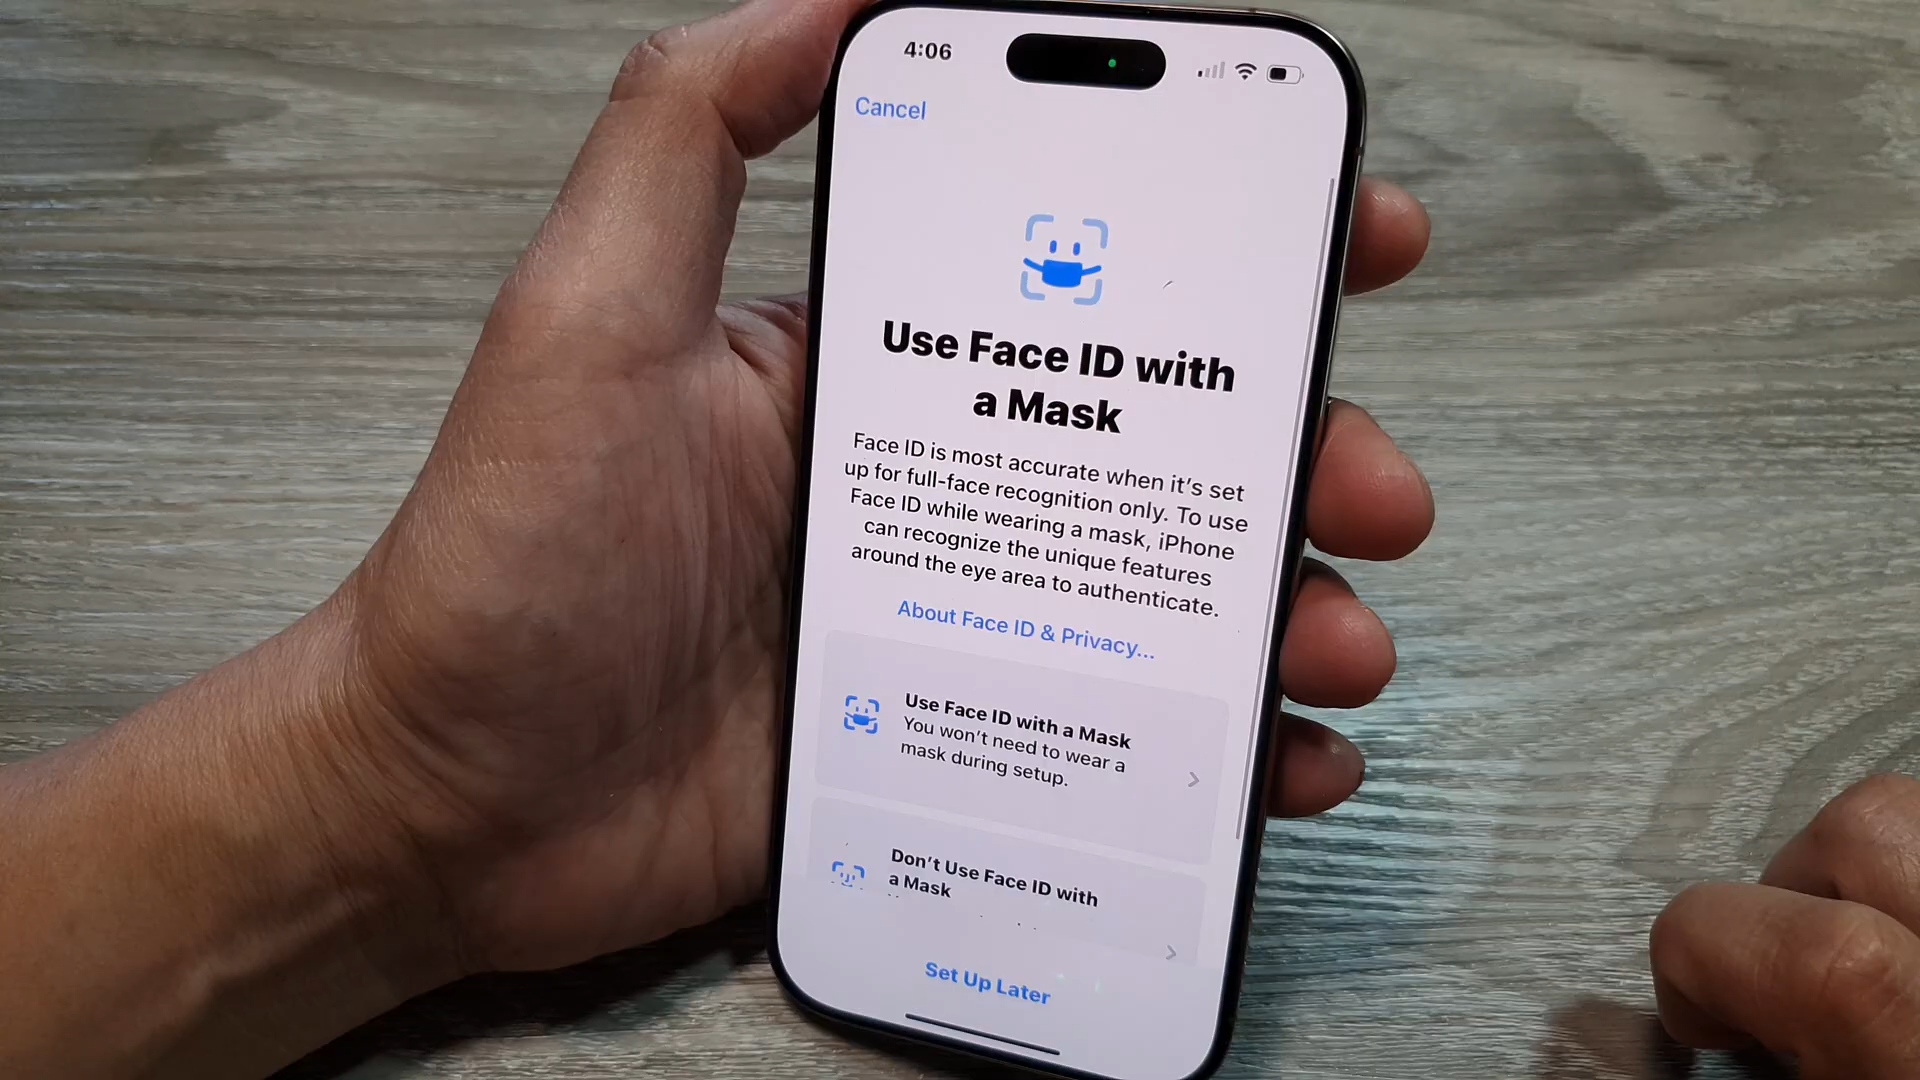 4:06
Cancel
Use Face ID with
a Mask
Face ID is most accurate when it's set
up for full-face recognition only. To use
Face ID while wearing a mask, iPhone
can recognize the unique features
around the eye area to authenticate.
About Face ID & Privacy...
Use Face ID with a Mask
You won't need to wear a
mask during setup.
Don't Use Face ID with
a Mask
Set Up Later